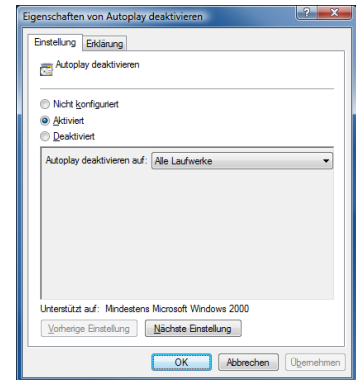 Eigenschaften von Autoplay deaktivieren
Einstellung Erklärung
Autoplay deaktivieren
Nicht konfiguriert
Aktiviert
Deaktiviert
Autoplay deaktivieren auf: Alle Laufwerke
Unterstützt auf: Mindestens Microsoft Windows 2000
Vorherige Einstellung Nächste Einstellung
OK Abbrechen Übernehmen